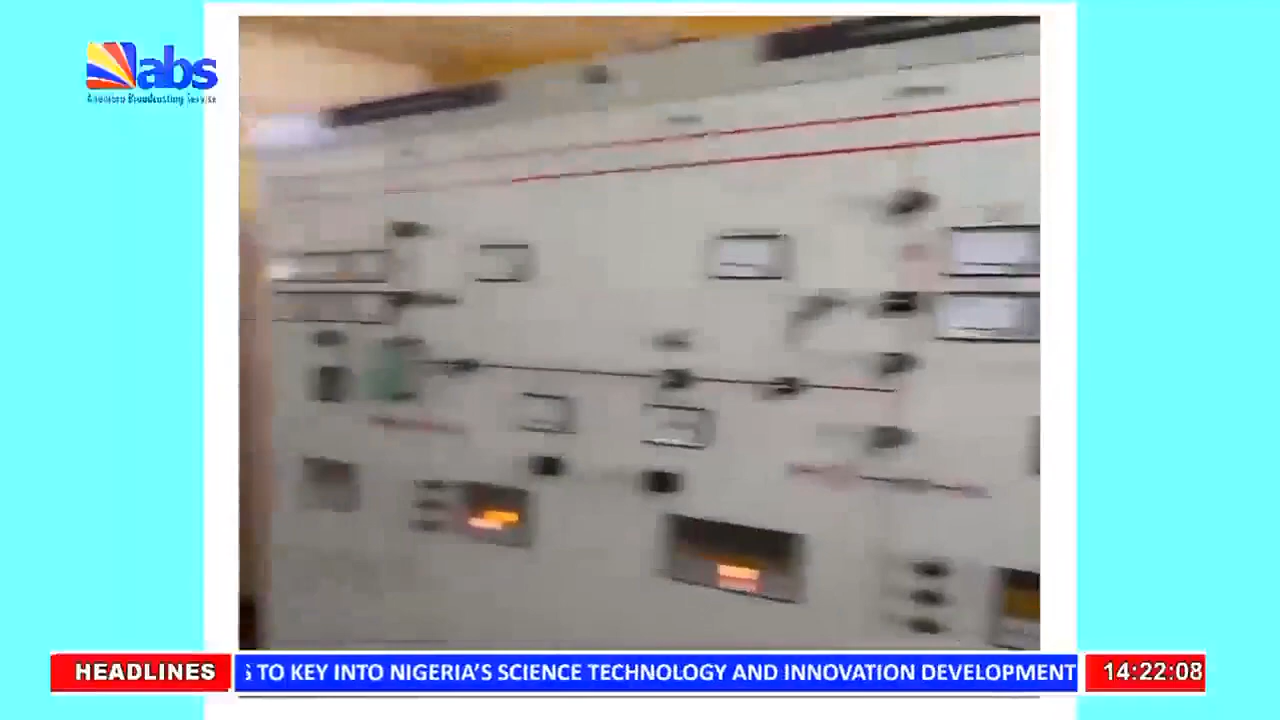 abs
Anambra Broadcasting Service
HEADLINES
S TO KEY INTO NIGERIA'S SCIENCE TECHNOLOGY AND INNOVATION DEVELOPMENT
14:22:08